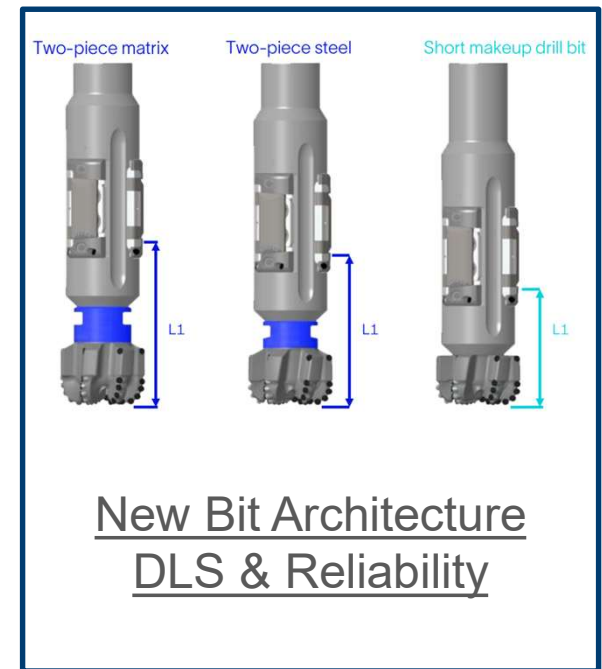 Two-piece matrix
Two-piece steel
Short makeup drill bit
L1
L1
L1
New Bit Architecture
DLS & Reliability